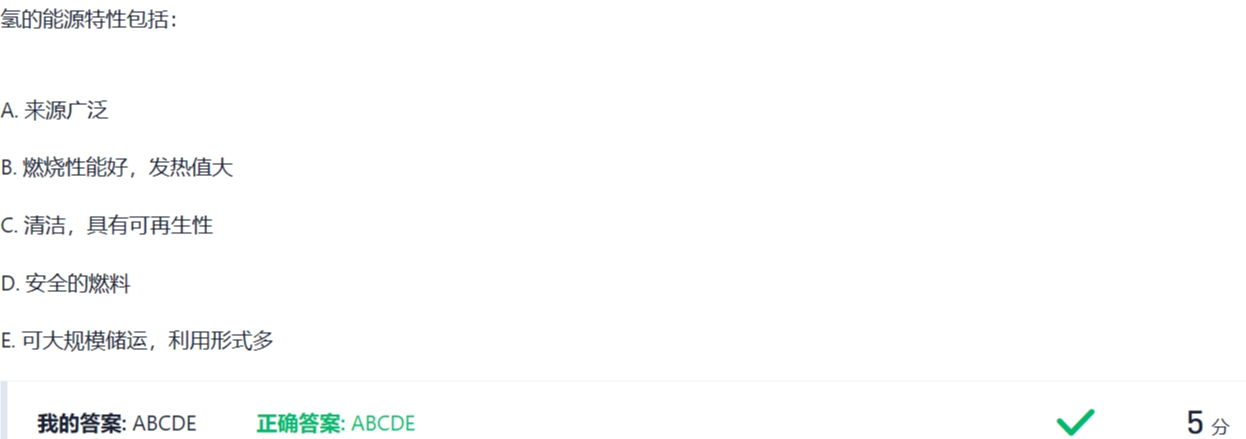 氢的能源特性包括：
A. 来源广泛
B. 燃烧性能好，发热值大
C. 清洁，具有可再生性
D. 安全的燃料
E. 可大规模储运，利用形式多
我的答案: ABCDE 正确答案: ABCDE 5 分